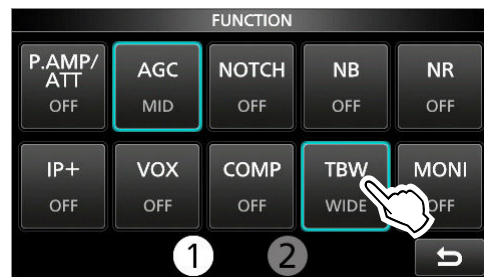 FUNCTION
P.AMP/ATT AGC NOTCH NB NR
OFF MID OFF OFF OFF
IP+ VOX COMP TBW MONI
OFF OFF OFF WIDE OFF
1 2